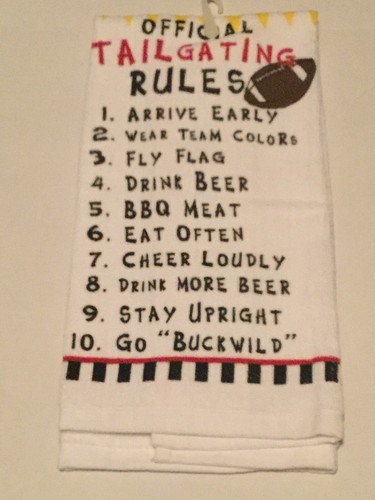 OFFICIAL
TAILGATING
RULES
1. ARRIVE EARLY
2. WEAR TEAM COLORS
3. FLY FLAG
4. DRINK BEER
5. BBQ MEAT
6. EAT OFTEN
7. CHEER LOUDLY
8. DRINK MORE BEER
9. STAY UPRIGHT
10. GO "BUCKWILD"